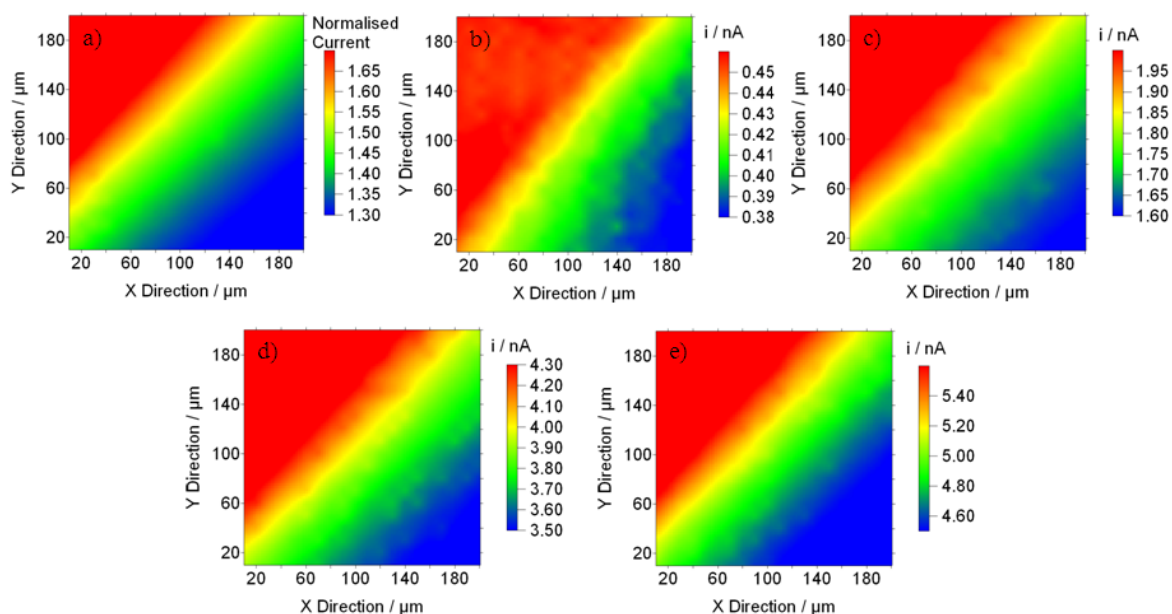 a)
Normalised
Current
1.65
1.60
1.55
1.50
1.45
1.40
1.35
1.30
180
140
100
60
20
Y Direction / µm
20 60 100 140 180
X Direction / µm
b)
i / nA
0.45
0.44
0.43
0.42
0.41
0.40
0.39
0.38
180
140
100
60
20
Y Direction / µm
20 60 100 140 180
X Direction / µm
c)
i / nA
1.95
1.90
1.85
1.80
1.75
1.70
1.65
1.60
180
140
100
60
20
Y Direction / µm
20 60 100 140 180
X Direction / µm
d)
i / nA
4.30
4.20
4.10
4.00
3.90
3.80
3.70
3.60
3.50
180
140
100
60
20
Y Direction / µm
20 60 100 140 180
X Direction / µm
e)
i / nA
5.40
5.20
5.00
4.80
4.60
180
140
100
60
20
Y Direction / µm
20 60 100 140 180
X Direction / µm